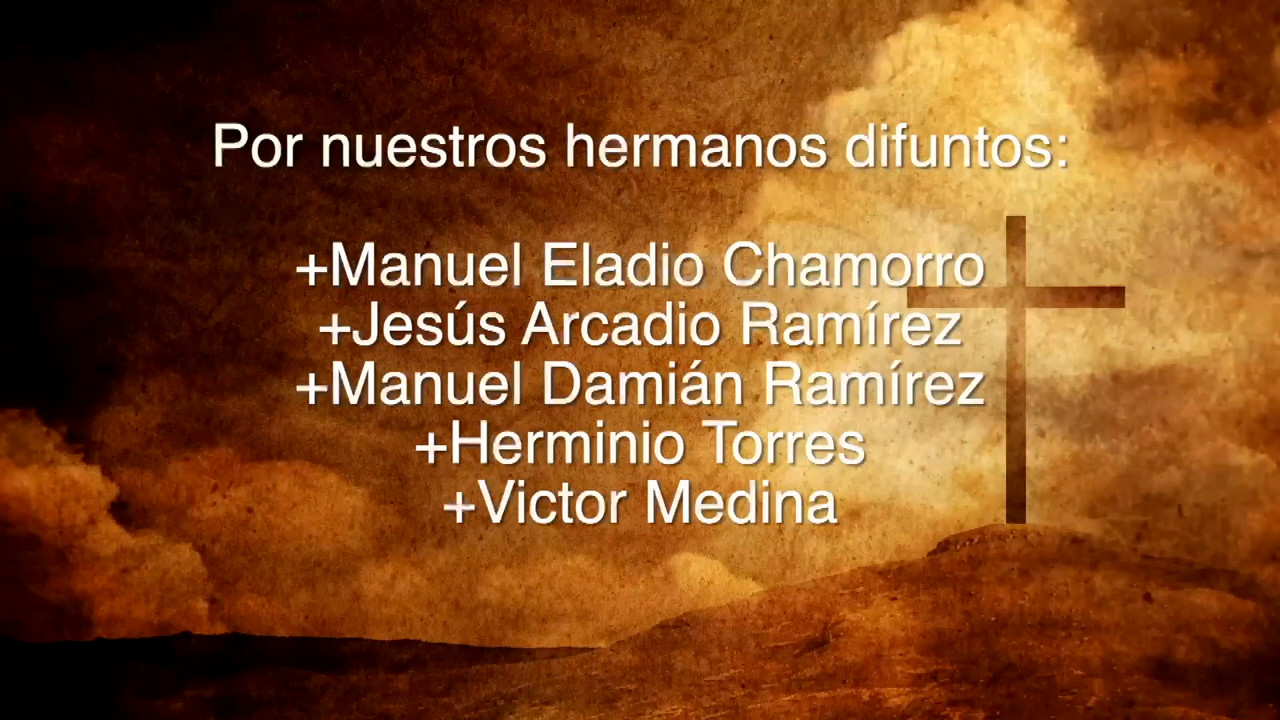 Por nuestros hermanos difuntos:
+Manuel Eladio Chamorro
+Jesús Arcadio Ramírez
+Manuel Damián Ramírez
+Herminio Torres
+Victor Medina